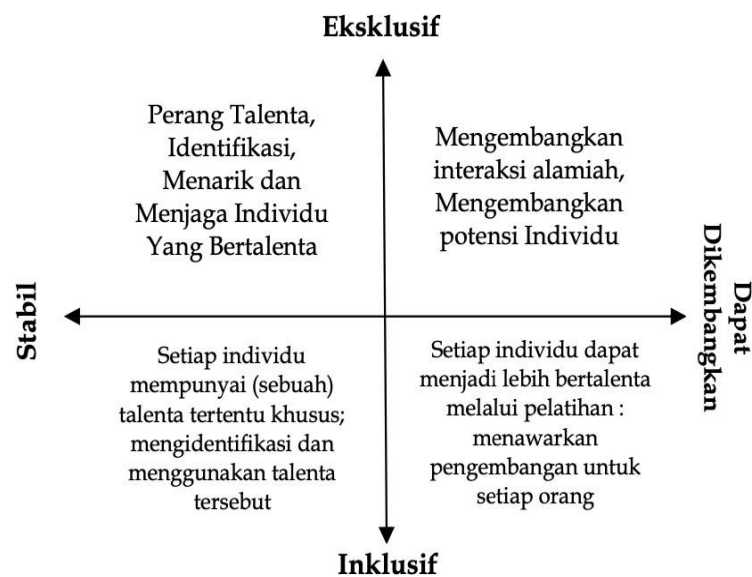 Eksklusif
Perang Talenta,
Identifikasi,
Menarik dan
Menjaga Individu
Yang Bertalenta
Mengembangkan
interaksi alamiah,
Mengembangkan
potensi Individu
Stabil
Dapat
Dikembangkan
Setiap individu
mempunyai (sebuah)
talenta tertentu khusus;
mengidentifikasi dan
menggunakan talenta
tersebut
Setiap individu dapat
menjadi lebih bertalenta
melalui pelatihan :
menawarkan
pengembangan untuk
setiap orang
Inklusif